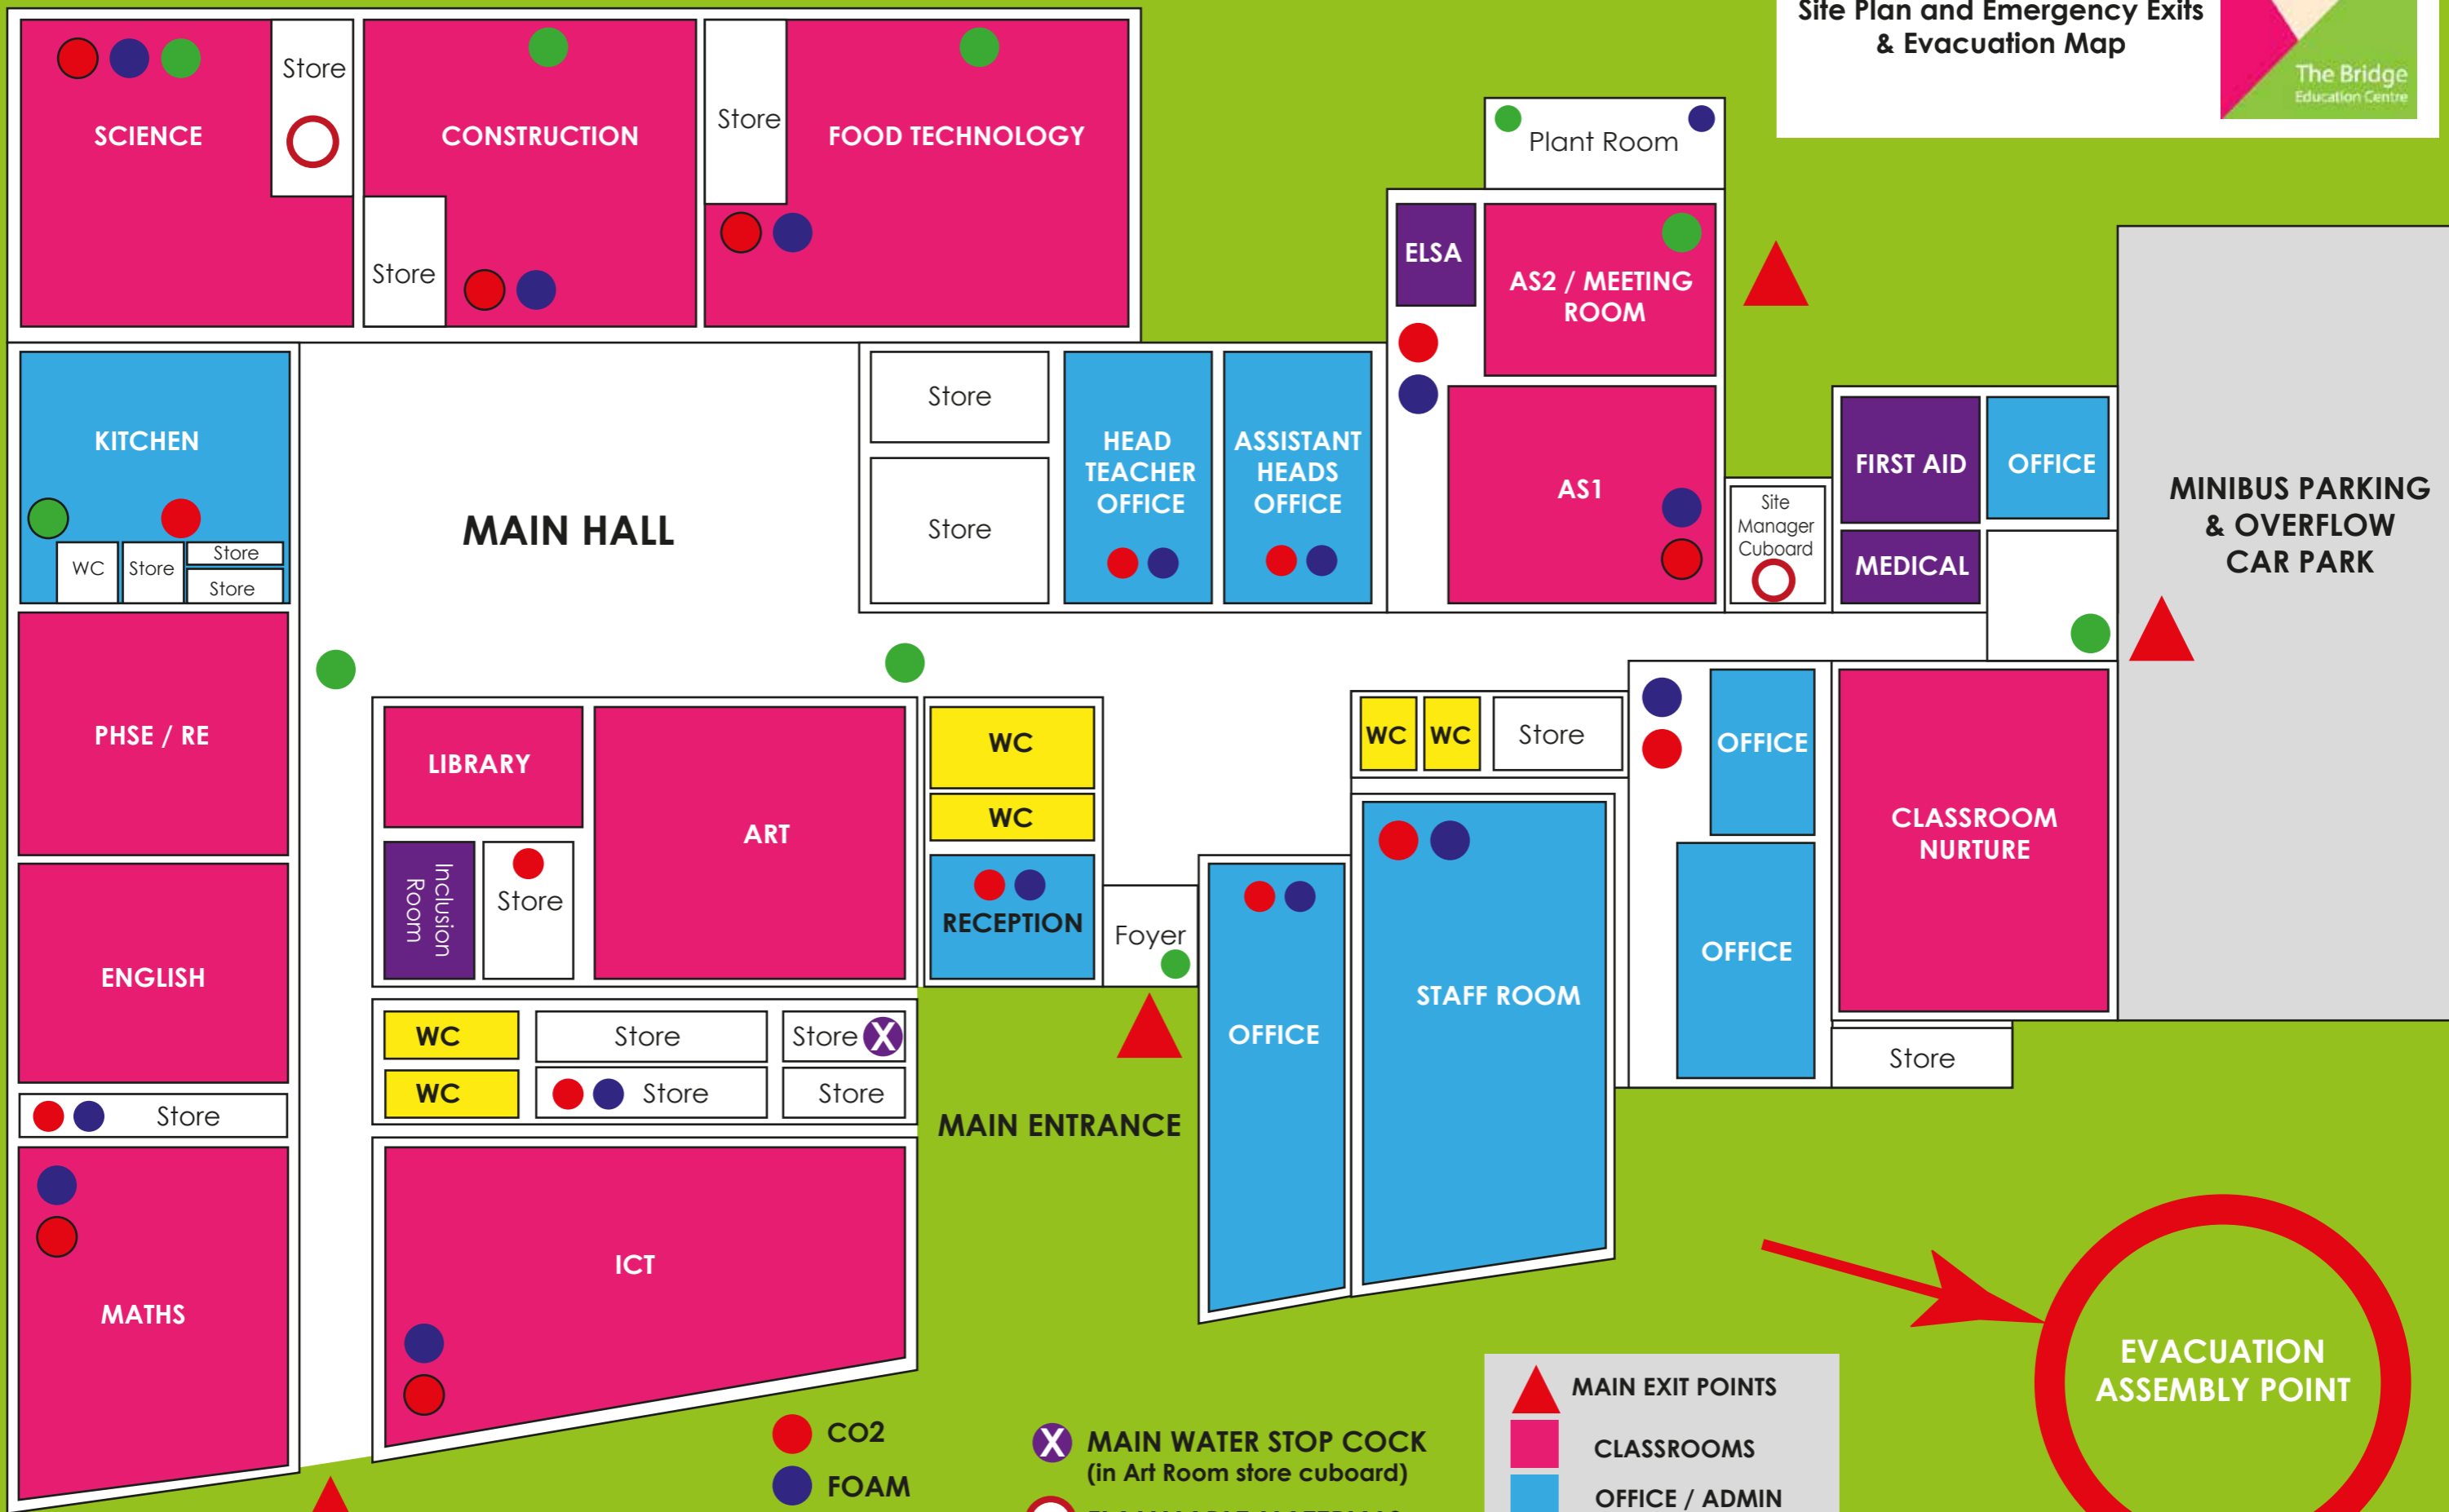 Site Plan and Emergency Exits
& Evacuation Map
The Bridge
Education Centre
SCIENCE
Store
CONSTRUCTION
Store
Store
FOOD TECHNOLOGY
Plant Room
ELSA
AS2 / MEETING
ROOM
KITCHEN
WC
Store
Store
Store
MAIN HALL
Store
Store
HEAD
TEACHER
OFFICE
ASSISTANT
HEADS
OFFICE
AS1
Site
Manager
Cuboard
FIRST AID
OFFICE
MEDICAL
MINIBUS PARKING
& OVERFLOW
CAR PARK
PHSE / RE
LIBRARY
ART
WC
WC
RECEPTION
Inclusion
Room
Store
Foyer
WC
WC
Store
OFFICE
CLASSROOM
NURTURE
OFFICE
STAFF ROOM
OFFICE
Store
ENGLISH
Store
WC
Store
Store X
WC
Store
Store
MAIN ENTRANCE
MATHS
ICT
EVACUATION
ASSEMBLY POINT
CO2
FOAM
X MAIN WATER STOP COCK
(in Art Room store cuboard)
MAIN EXIT POINTS
CLASSROOMS
OFFICE / ADMIN